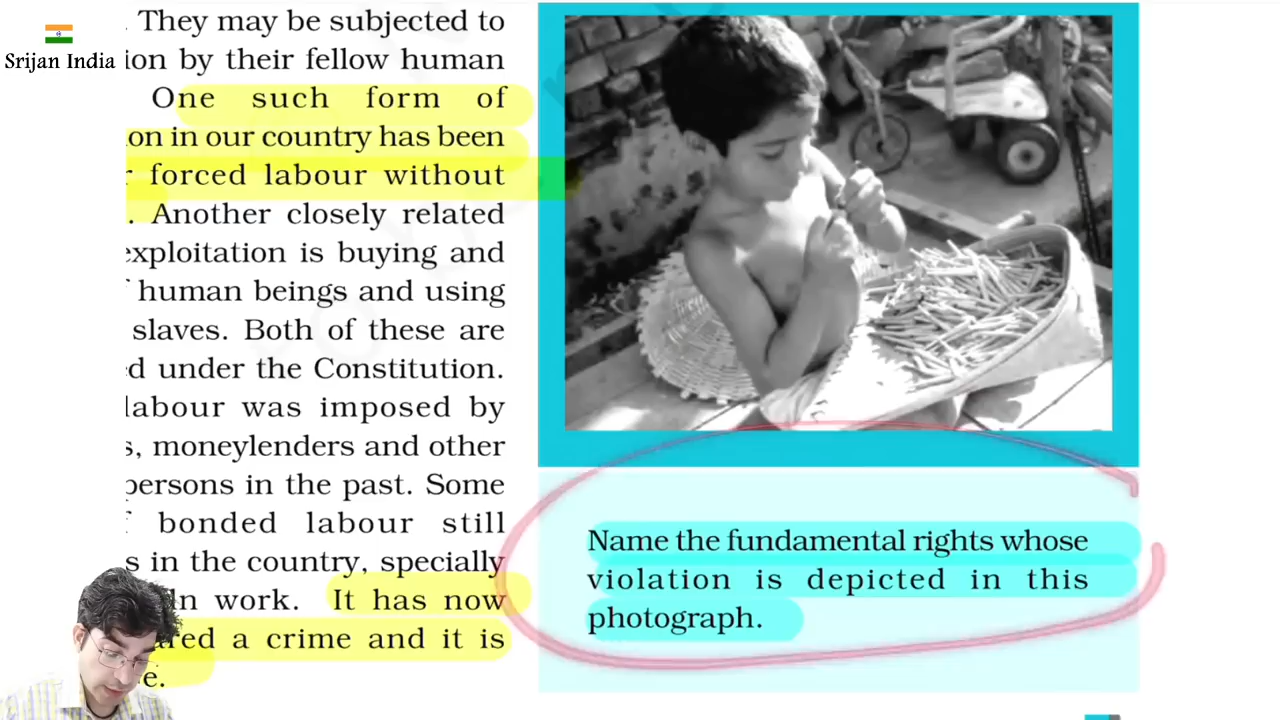 Srijan India
. They may be subjected to
ion by their fellow human
One such form of
on in our country has been
r forced labour without
. Another closely related
exploitation is buying and
human beings and using
slaves. Both of these are
ed under the Constitution.
labour was imposed by
s, moneylenders and other
persons in the past. Some
bonded labour still
s in the country, specially
in work. It has now
ared a crime and it is
e.
Name the fundamental rights whose
violation is depicted in this
photograph.